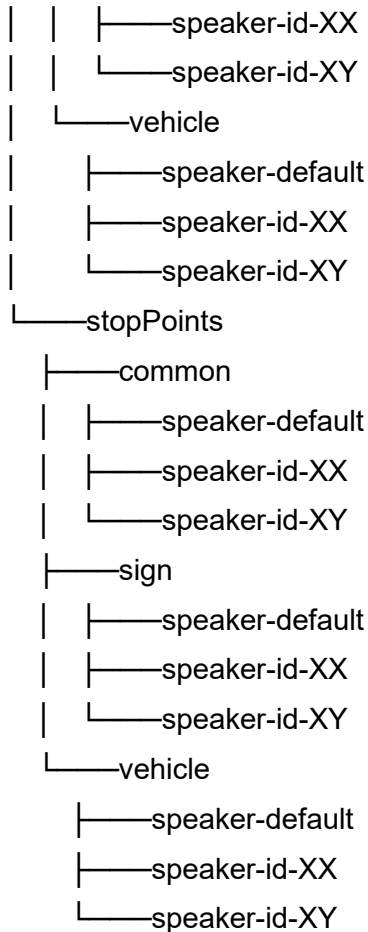 │ │ ├───speaker-id-XX
│ │ └───speaker-id-XY
│ └───vehicle
│ ├───speaker-default
│ ├───speaker-id-XX
│ └───speaker-id-XY
└───stopPoints
├───common
│ ├───speaker-default
│ ├───speaker-id-XX
│ └───speaker-id-XY
├───sign
│ ├───speaker-default
│ ├───speaker-id-XX
│ └───speaker-id-XY
└───vehicle
├───speaker-default
├───speaker-id-XX
└───speaker-id-XY